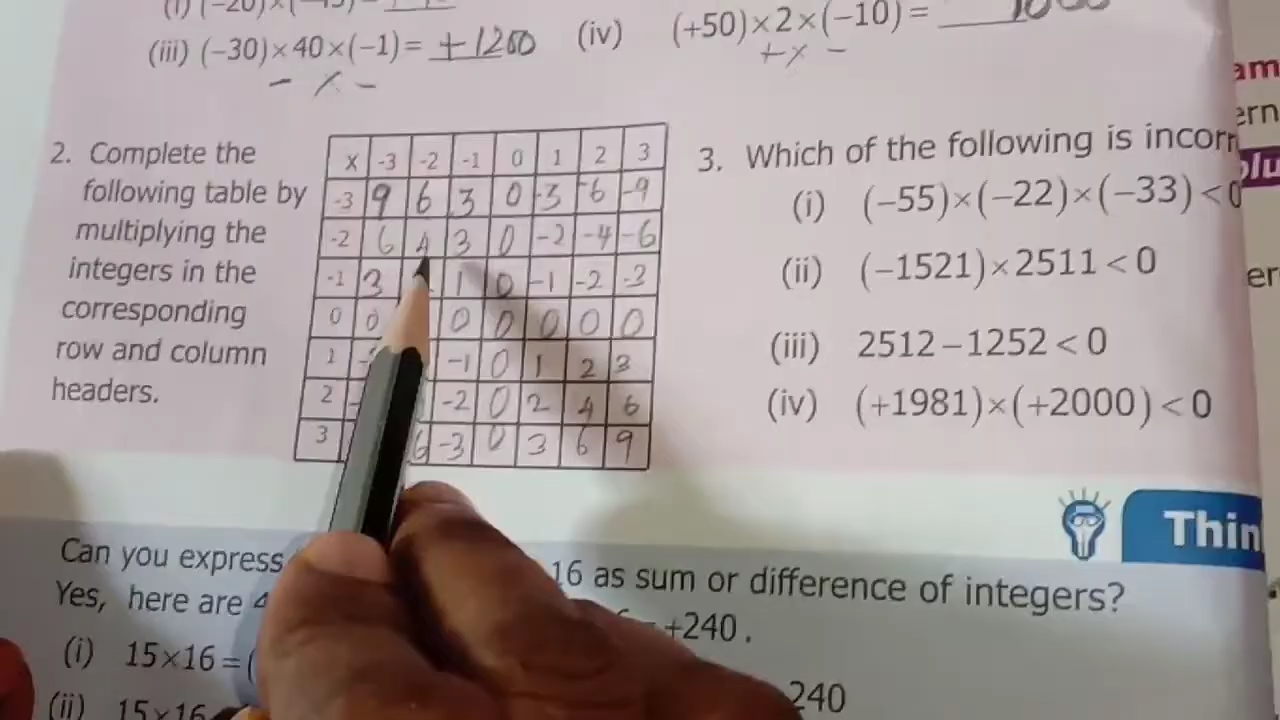 (iii) (−30)×40×(−1)= +1200 (iv) (+50)×2×(−10)=
− × −
+ × −
2. Complete the
following table by
multiplying the
integers in the
corresponding
row and column
headers.
x -3 -2 -1 0 1 2 3
-3 9 6 3 0 -3 -6 -9
-2 6 4 3 0 -2 -4 -6
-1 3 1 0 -1 -2 -3
0 0 0 0 0 0 0
1 -1 0 1 2 3
2 -2 0 2 4 6
3 6 -3 0 3 6 9
3. Which of the following is incorr
(i) (−55)×(−22)×(−33)<0
(ii) (−1521)×2511<0
(iii) 2512−1252<0
(iv) (+1981)×(+2000)<0
Thin
Can you express 16 as sum or difference of integers?
Yes, here are 4
+240.
(i) 15×16=(
240
(ii) 15×16